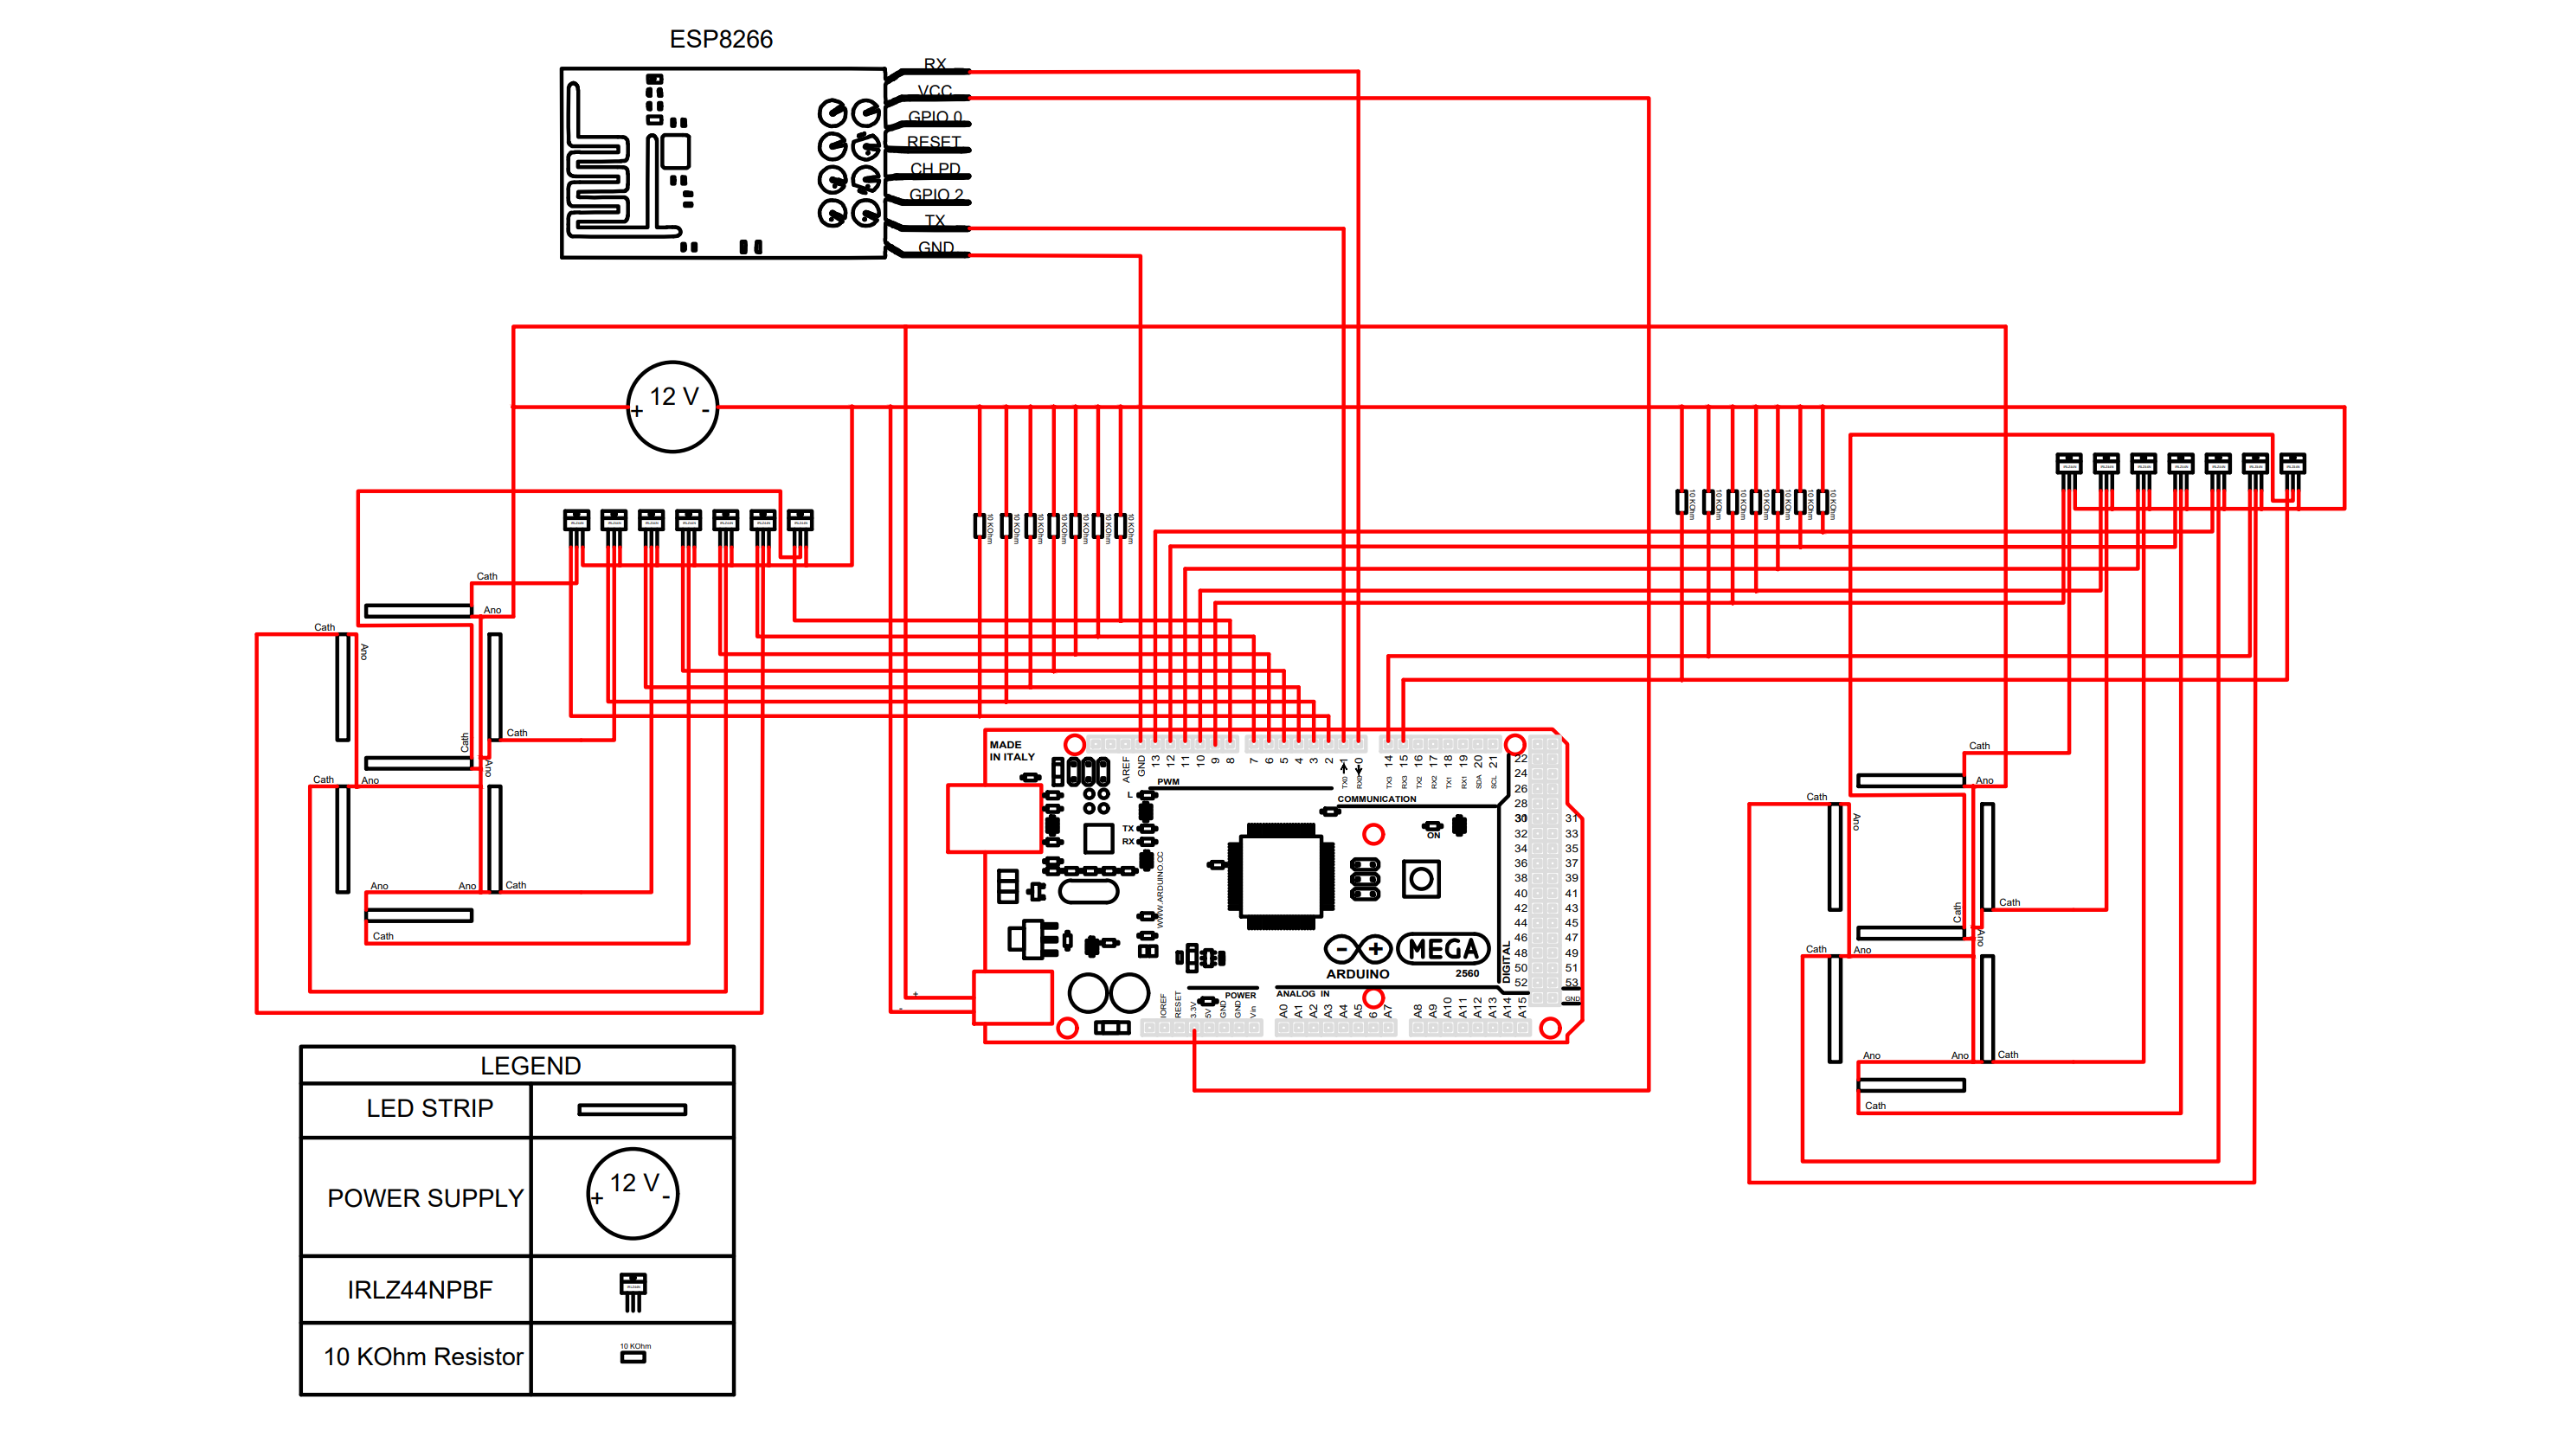 ESP8266
RX
VCC
GPIO 0
RESET
CH PD
GPIO 2
TX
GND
12 V
+ -
10 KOhm
10 KOhm
10 KOhm
10 KOhm
10 KOhm
10 KOhm
10 KOhm
10 KOhm
10 KOhm
10 KOhm
10 KOhm
10 KOhm
10 KOhm
10 KOhm
Cath
Ano
Cath
Ano
Cath
Cath
Ano
Cath
Ano
Ano
Ano
Cath
Cath
Cath
Ano
Cath
Ano
Cath
Cath
Ano
Cath
Ano
Ano
Ano
Cath
Cath
MADE
IN ITALY
AREF
GND
13
12
11
10
9
8
7
6
5
4
3
2
1
0
14
15
16
17
18
19
20
21
TX0
RX0
TX3
RX3
TX2
RX2
TX1
RX1
SDA
SCL
PWM
COMMUNICATION
L
TX
RX
ON
WWW.ARDUINO.CC
22
24
26
28
30 31
32 33
34 35
36 37
38 39
40 41
42 43
44 45
46 47
48 49
50 51
52 53
GND
DIGITAL
- + MEGA
ARDUINO 2560
+
-
POWER
ANALOG IN
IOREF
RESET
3.3V
5V
GND
GND
Vin
A0
A1
A2
A3
A4
A5
6
A7
A8
A9
A10
A11
A12
A13
A14
A15
LEGEND
LED STRIP
POWER SUPPLY
12 V
+ -
IRLZ44NPBF
10 KOhm Resistor
10 KOhm